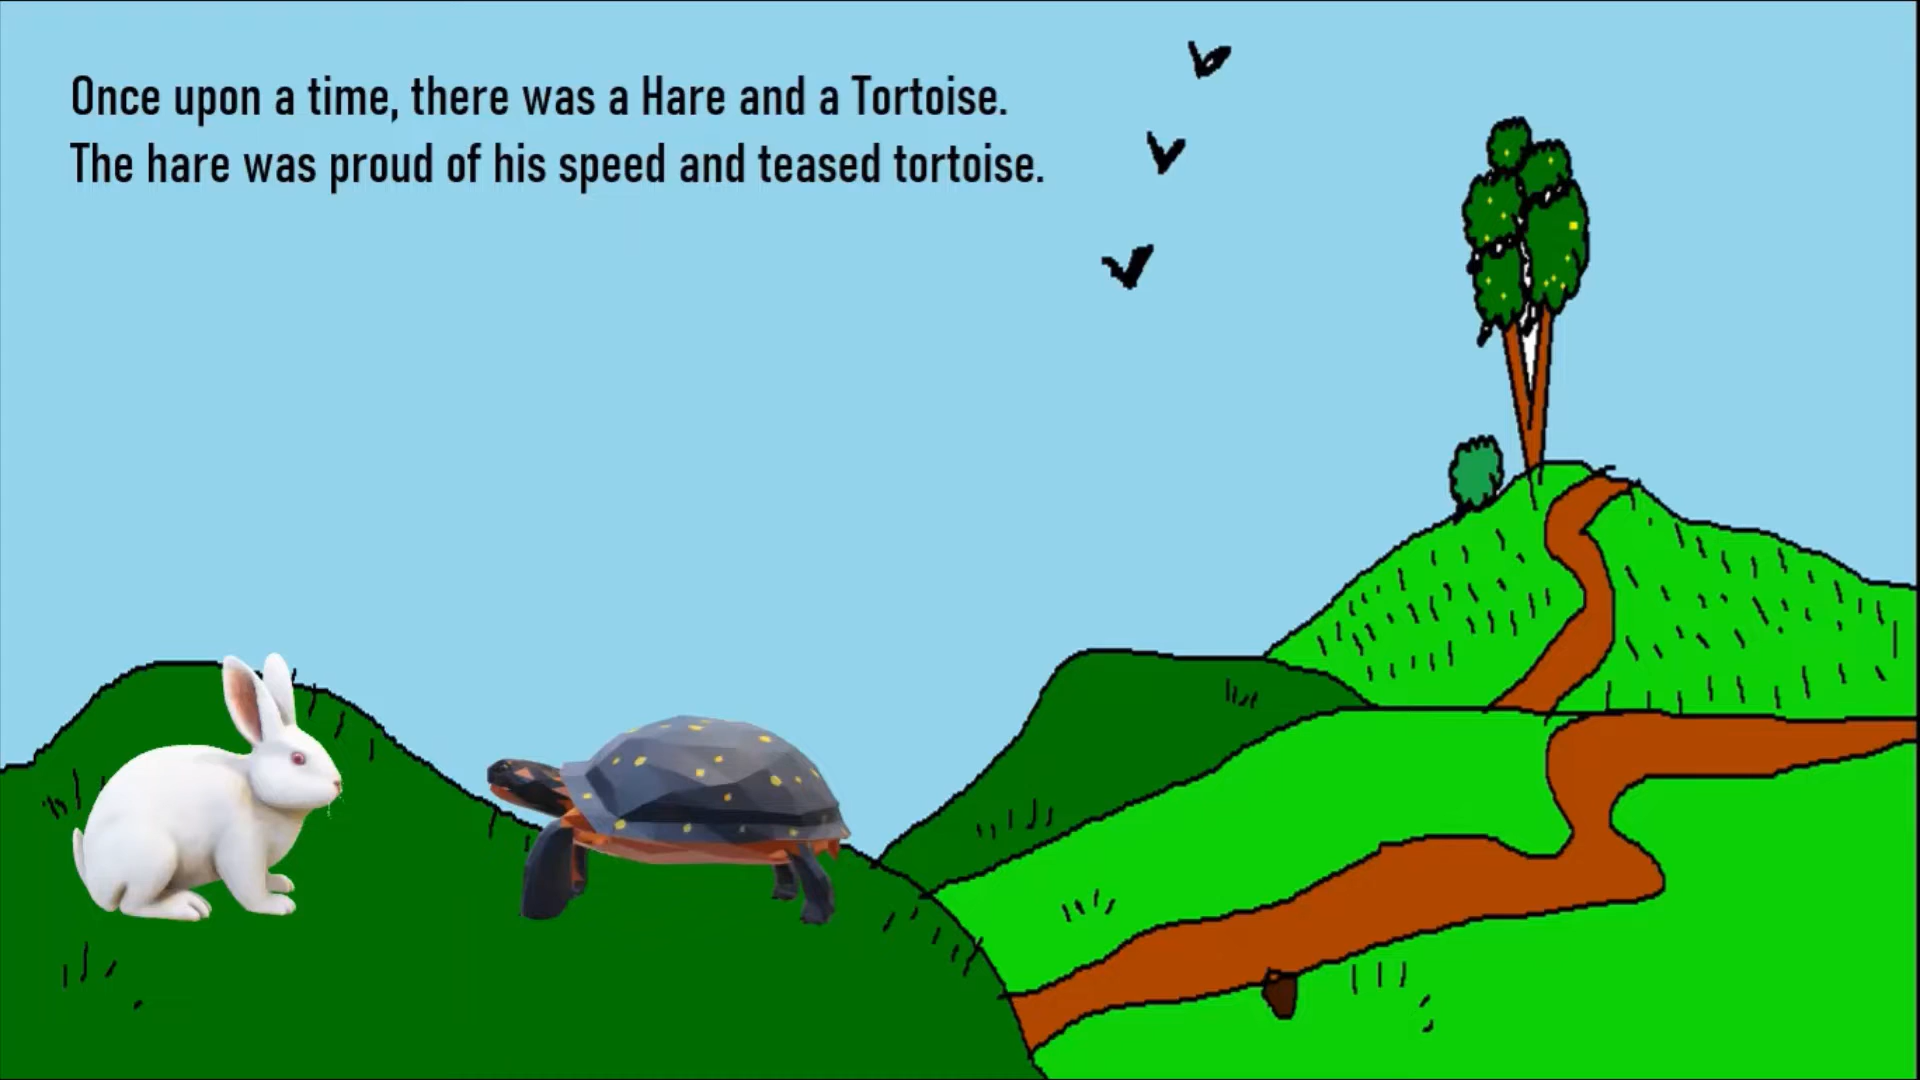 Once upon a time, there was a Hare and a Tortoise.
The hare was proud of his speed and teased tortoise.